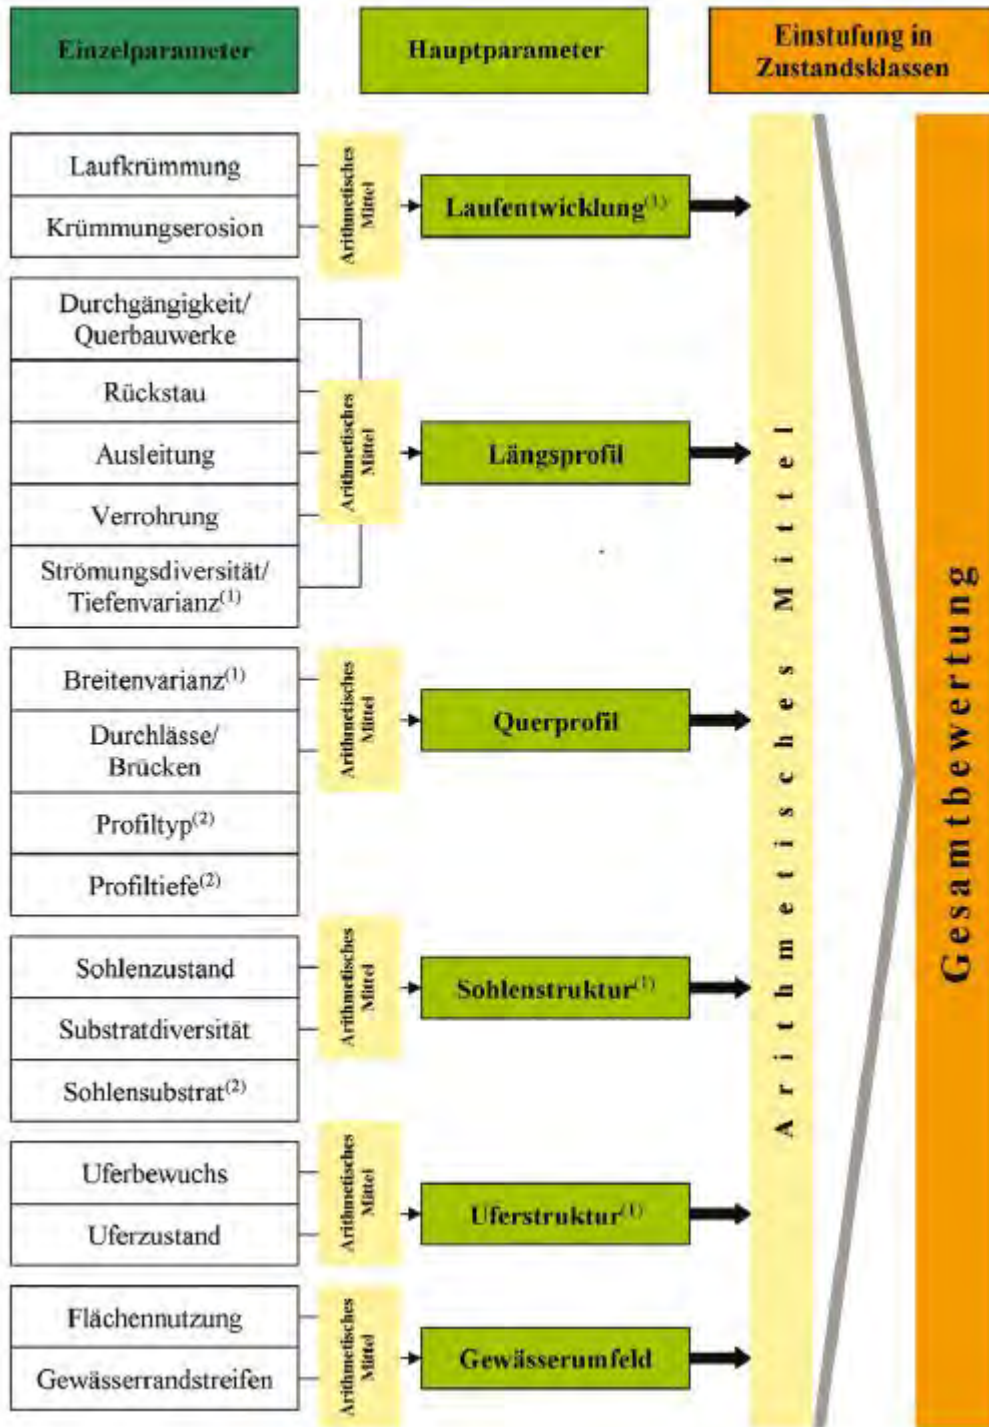 Einzelparameter
Hauptparameter
Einstufung in
Zustandsklassen
Laufkrümmung
Krümmungserosion
Arithmetisches
Mittel
Laufentwicklung(1)
Durchgängigkeit/
Querbauwerke
Rückstau
Ausleitung
Verrohrung
Strömungsdiversität/
Tiefenvarianz(1)
Arithmetisches
Mittel
Längsprofil
Breitenvarianz(1)
Durchlässe/
Brücken
Profiltyp(2)
Profiltiefe(2)
Arithmetisches
Mittel
Querprofil
Sohlenzustand
Substratdiversität
Sohlensubstrat(2)
Arithmetisches
Mittel
Sohlenstruktur(1)
Uferbewuchs
Uferzustand
Arithmetisches
Mittel
Uferstruktur(1)
Flächennutzung
Gewässerrandstreifen
Arithmetisches
Mittel
Gewässerumfeld
Arithmetisches Mittel
Gesamtbewertung